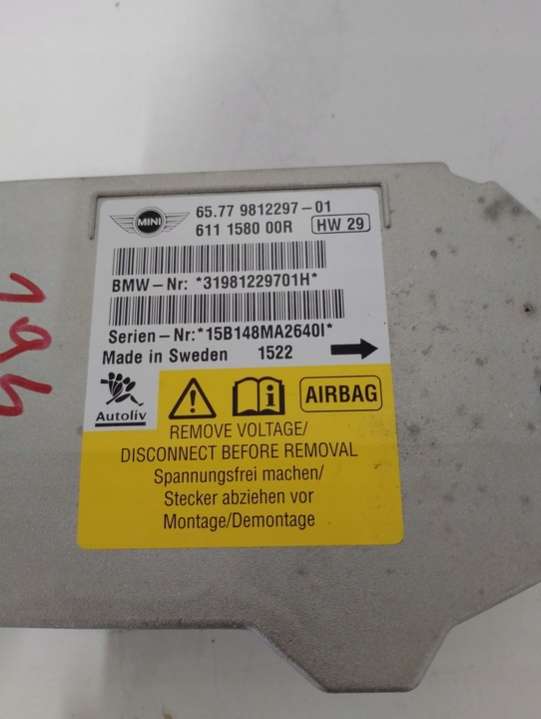 MINI
65.77 9812297-01
611 1580 00R HW 29
BMW-Nr: *31981229701H*
Serien-Nr:*15B148MA2640I*
Made in Sweden 1522
Autoliv
AIRBAG
REMOVE VOLTAGE/
DISCONNECT BEFORE REMOVAL
Spannungsfrei machen/
Stecker abziehen vor
Montage/Demontage
194